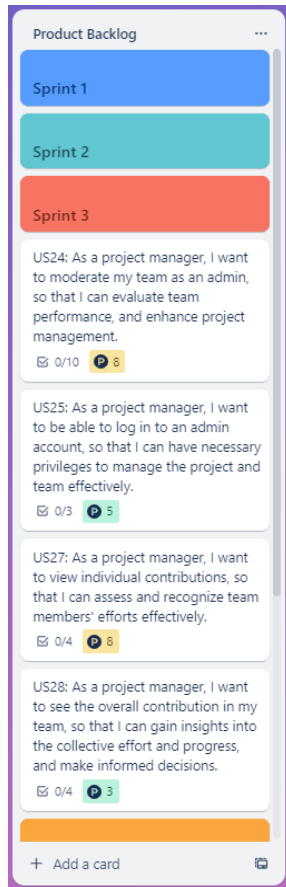 Product Backlog
Sprint 1
Sprint 2
Sprint 3
US24: As a project manager, I want
to moderate my team as an admin,
so that I can evaluate team
performance, and enhance project
management.
0/10 P 8
US25: As a project manager, I want
to be able to log in to an admin
account, so that I can have necessary
privileges to manage the project and
team effectively.
0/3 P 5
US27: As a project manager, I want
to view individual contributions, so
that I can assess and recognize team
members' efforts effectively.
0/4 P 8
US28: As a project manager, I want
to see the overall contribution in my
team, so that I can gain insights into
the collective effort and progress,
and make informed decisions.
0/4 P 3
+ Add a card